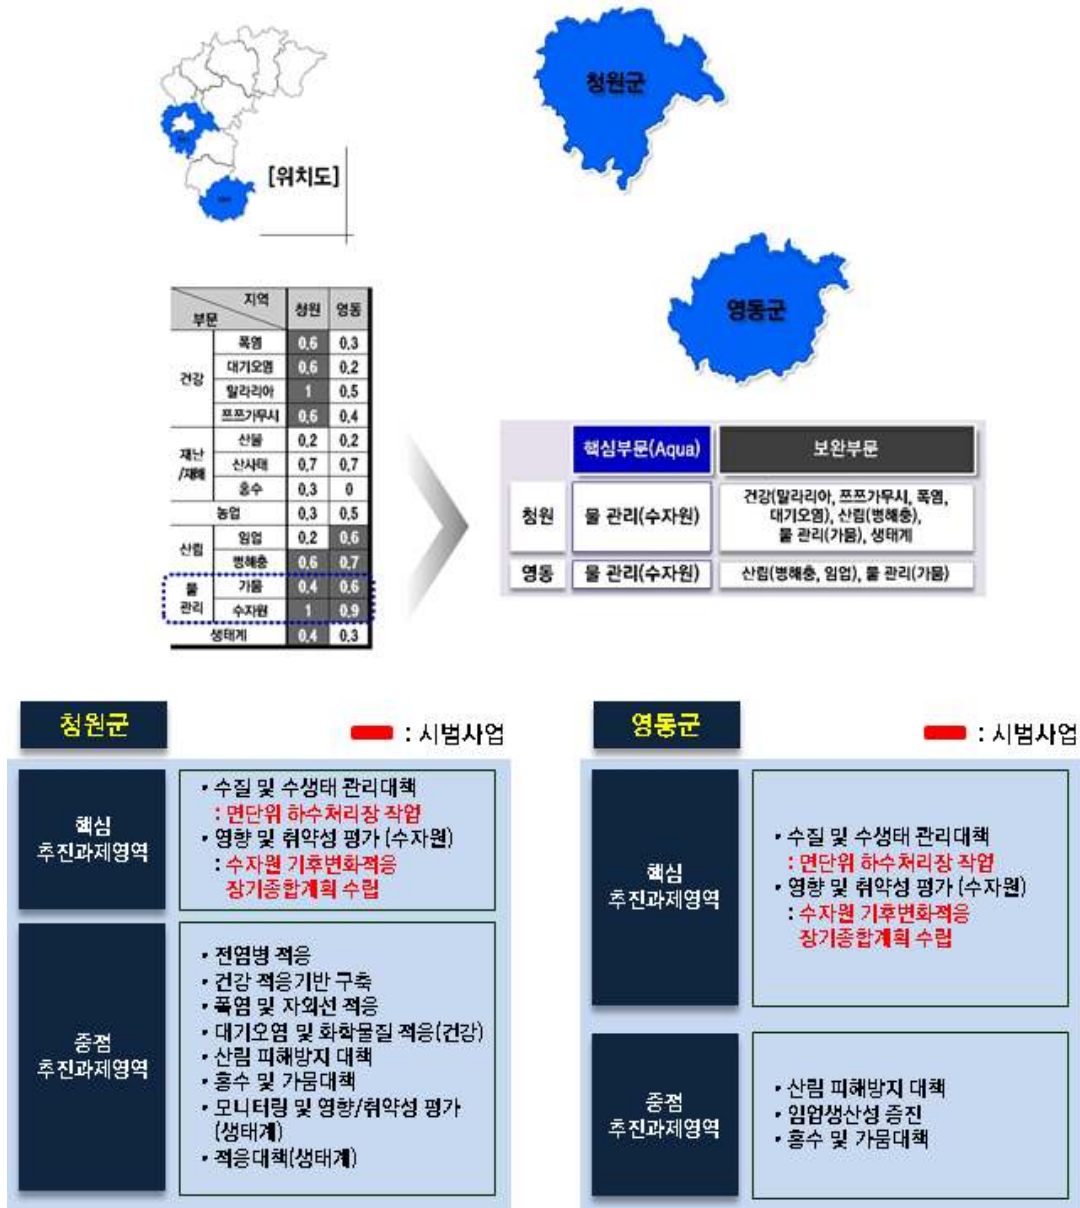 청원군
[위치도]
영동군
지역 청원 영동
부문
건강 폭염 0.6 0.3
대기오염 0.6 0.2
말라리아 1 0.5
쯔쯔가무시 0.6 0.4
재난/재해 산불 0.2 0.2
산사태 0.7 0.7
홍수 0.3 0
농업 0.3 0.5
산림 임업 0.2 0.6
병해충 0.6 0.7
물 관리 가뭄 0.4 0.6
수자원 1 0.9
생태계 0.4 0.3
핵심부문(Aqua) 보완부문
청원 물 관리(수자원) 건강(말라리아, 쯔쯔가무시, 폭염,
대기오염), 산림(병해충),
물 관리(가뭄), 생태계
영동 물 관리(수자원) 산림(병해충, 임업), 물 관리(가뭄)
청원군
: 시범사업
핵심
추진과제영역
• 수질 및 수생태 관리대책
: 면단위 하수처리장 작업
• 영향 및 취약성 평가 (수자원)
: 수자원 기후변화적응
장기종합계획 수립
중점
추진과제영역
• 전염병 적응
• 건강 적응기반 구축
• 폭염 및 자외선 적응
• 대기오염 및 화학물질 적응(건강)
• 산림 피해방지 대책
• 홍수 및 가뭄대책
• 모니터링 및 영향/취약성 평가
(생태계)
• 적응대책(생태계)
영동군
: 시범사업
핵심
추진과제영역
• 수질 및 수생태 관리대책
: 면단위 하수처리장 작업
• 영향 및 취약성 평가 (수자원)
: 수자원 기후변화적응
장기종합계획 수립
중점
추진과제영역
• 산림 피해방지 대책
• 임업생산성 증진
• 홍수 및 가뭄대책